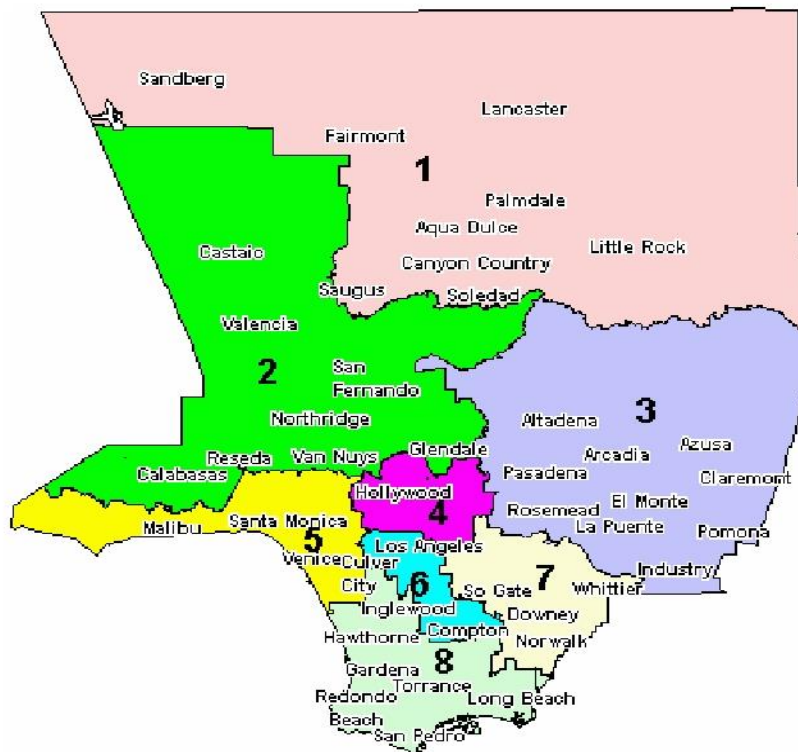 Sandberg
Lancaster
Fairmont
1
Palmdale
Aqua Dulce
Little Rock
Castaic
Canyon Country
Saugus
Soledad
Valencia
2
San
Fernando
3
Northridge
Altadena
Azusa
Glendale
Reseda
Van Nuys
Arcadia
Calabasas
Pasadena
Claremont
Hollywood
El Monte
4
Rosemead
Malibu
Santa Monica
La Puente
Pomona
5
Los Angeles
Venice
Culver
City
6
7
Industry
So Gate
Whittier
Inglewood
Downey
Hawthorne
Compton
Norwalk
8
Gardena
Torrance
Redondo
Beach
Long Beach
San Pedro